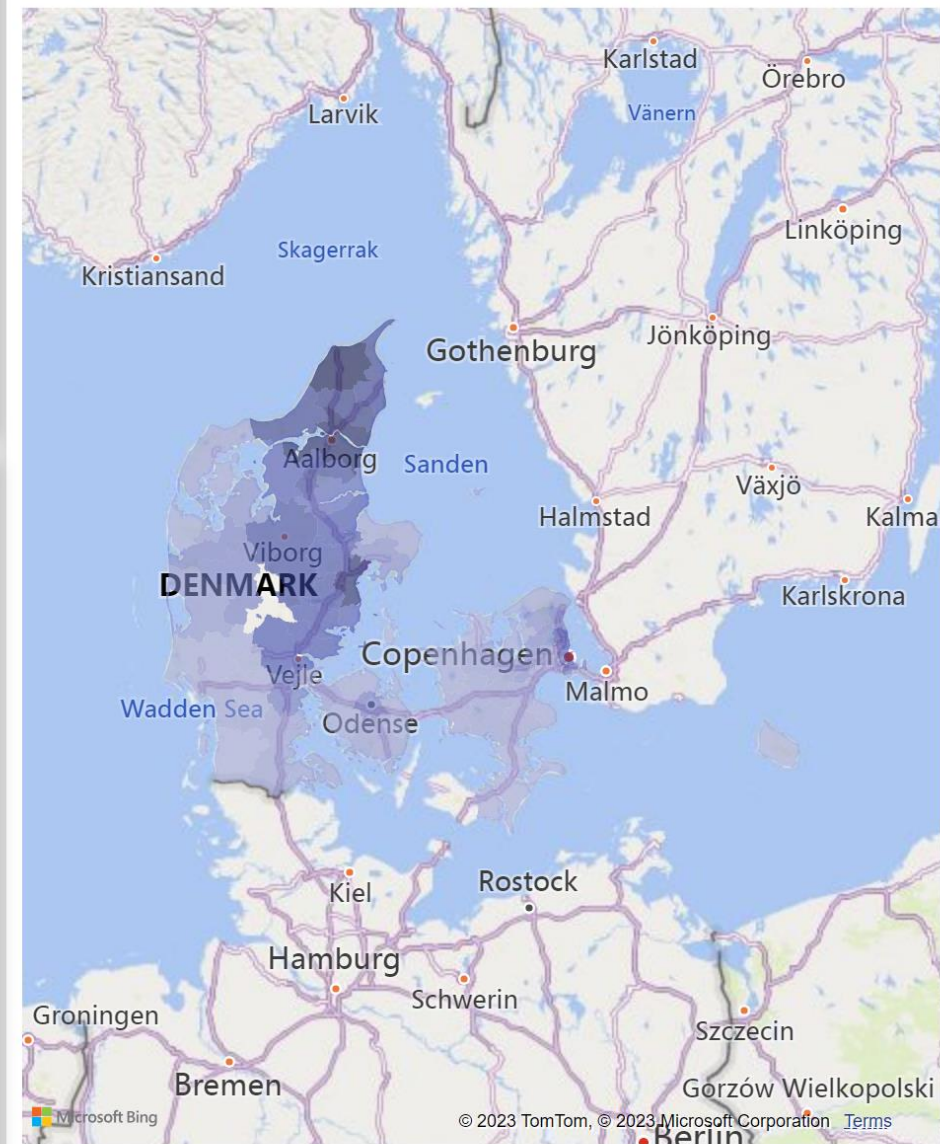 Karlstad
Örebro
Larvik
Vänern
Linköping
Skagerrak
Kristiansand
Jönköping
Gothenburg
Aalborg
Sanden
Växjö
Halmstad
Kalma
Viborg
DENMARK
Karlskrona
Copenhagen
Vejle
Malmo
Wadden Sea
Odense
Rostock
Kiel
Hamburg
Schwerin
Groningen
Szczecin
Bremen
Gorzów Wielkopolski
Microsoft Bing
© 2023 TomTom, © 2023 Microsoft Corporation Terms
Berlin